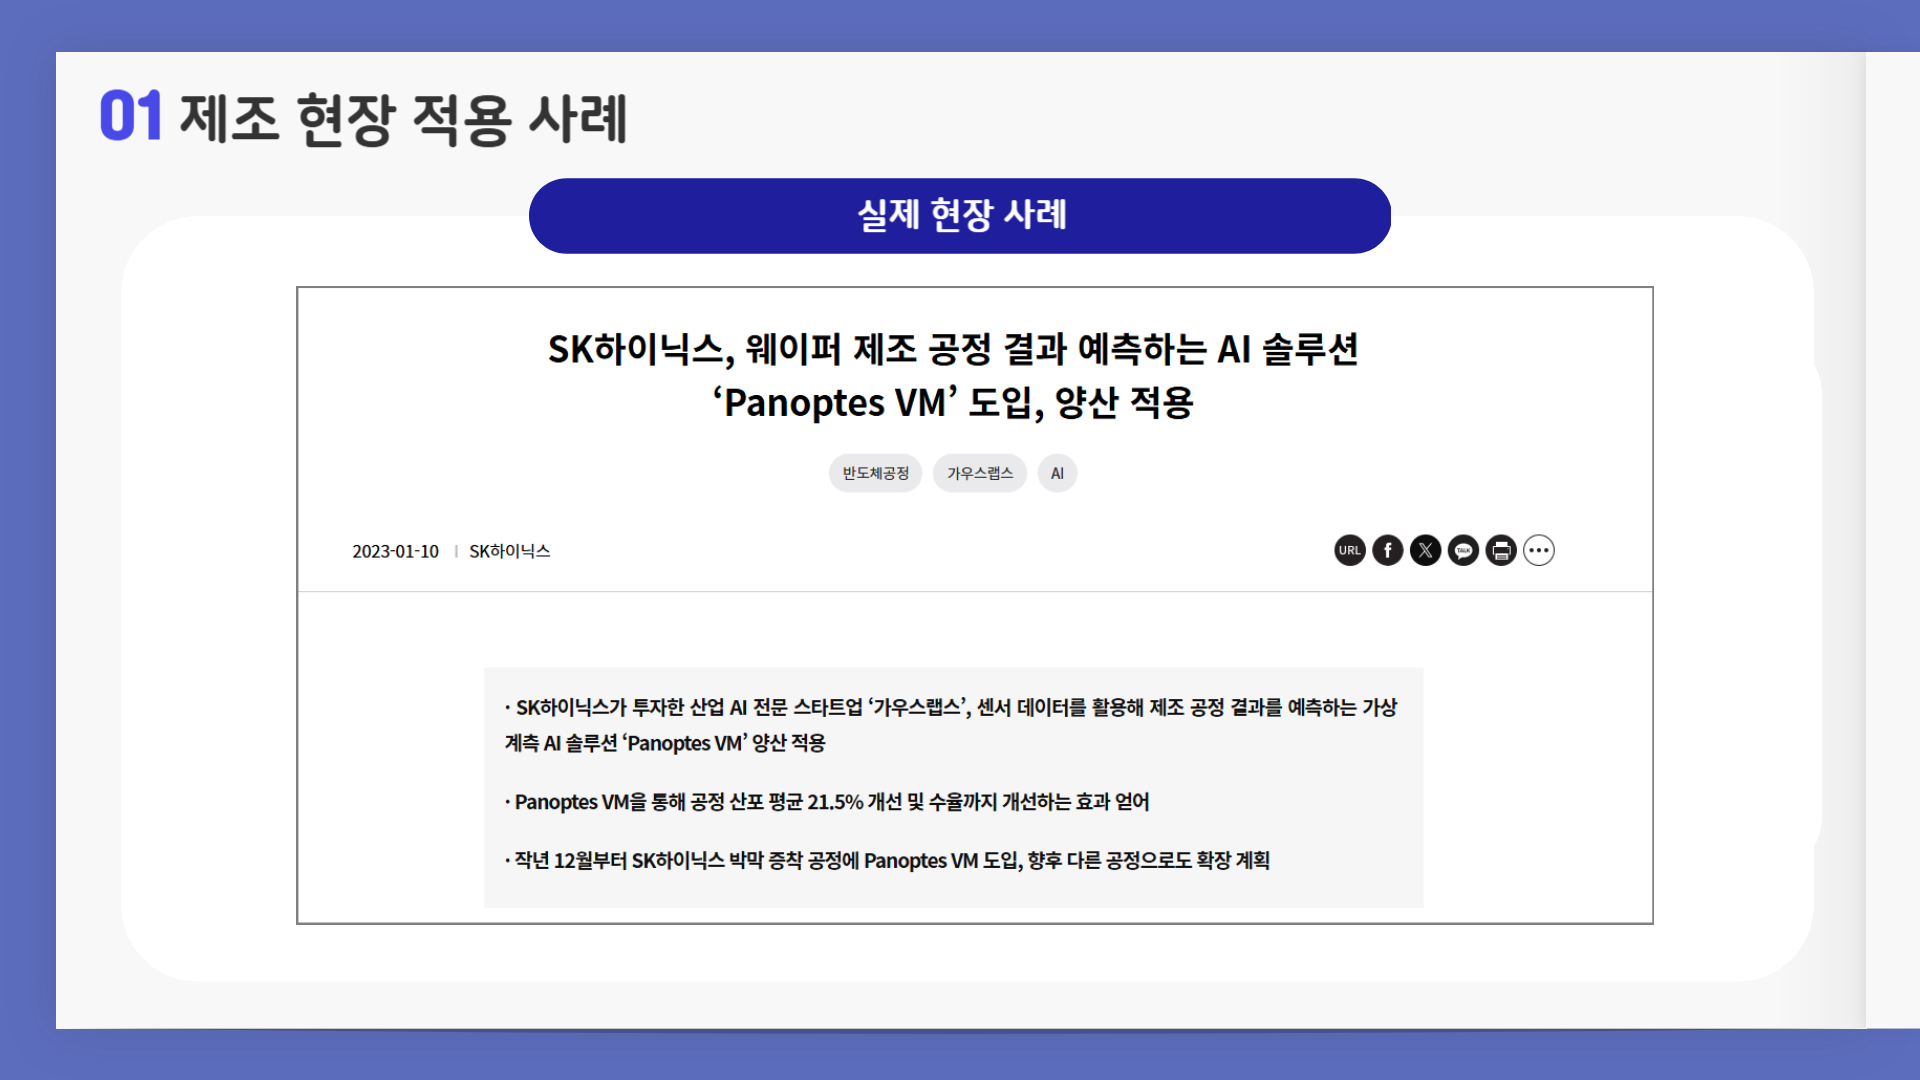 01 제조 현장 적용 사례
실제 현장 사례
SK하이닉스, 웨이퍼 제조 공정 결과 예측하는 AI 솔루션
‘Panoptes VM’ 도입, 양산 적용
반도체공정 가우스랩스 AI
2023-01-10 | SK하이닉스
URL f X TALK
· SK하이닉스가 투자한 산업 AI 전문 스타트업 ‘가우스랩스’, 센서 데이터를 활용해 제조 공정 결과를 예측하는 가상
계측 AI 솔루션 ‘Panoptes VM’ 양산 적용
· Panoptes VM을 통해 공정 산포 평균 21.5% 개선 및 수율까지 개선하는 효과 얻어
· 작년 12월부터 SK하이닉스 박막 증착 공정에 Panoptes VM 도입, 향후 다른 공정으로도 확장 계획